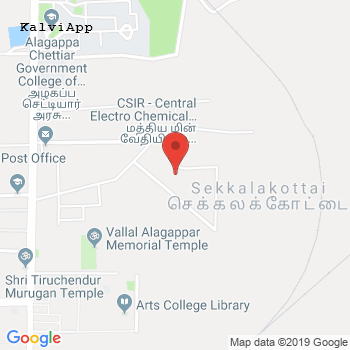 KalviApp
Alagappa
Chettiar
Government
College of...
அழகப்ப
செட்டியார்
அரசு...
CSIR - Central
Electro Chemical...
மத்திய மின்
வேதியியல்...
Post Office
Sekkalakottai
செக்கலக்கோட்டை
Vallal Alagappar
Memorial Temple
Shri Tiruchendur
Murugan Temple
Arts College Library
Google
Map data ©2019 Google